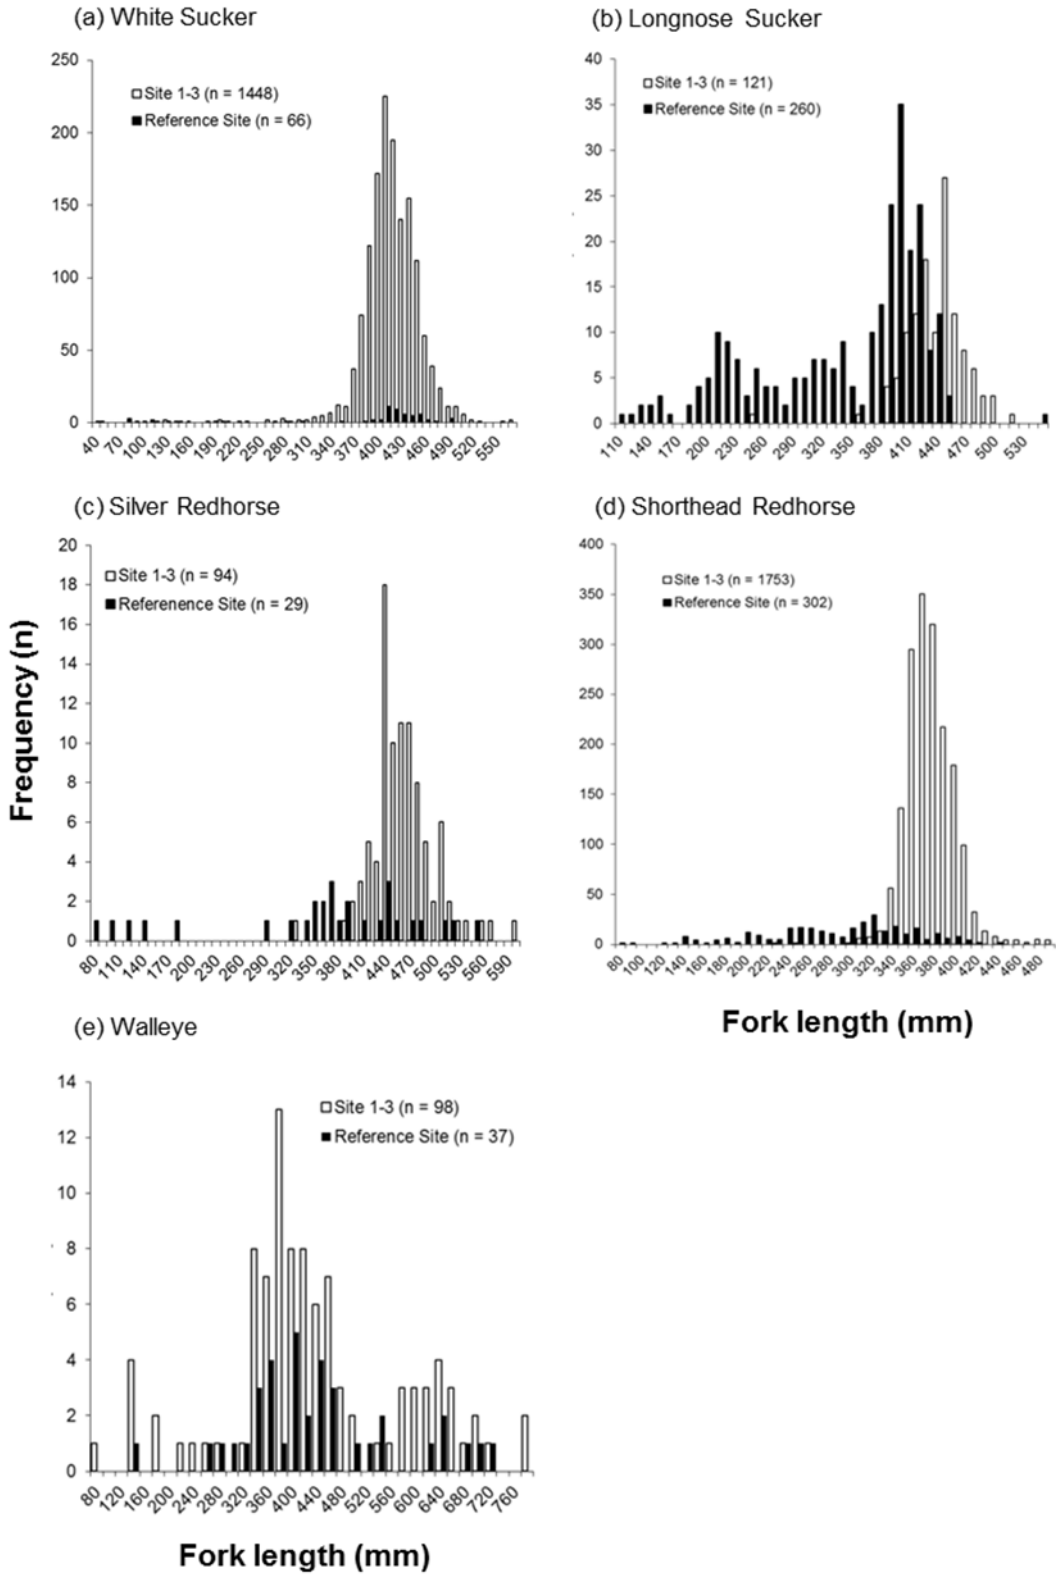 (a) White Sucker
250
200
150
100
50
0
Site 1-3 (n = 1448)
Reference Site (n = 66)
40 70 100 130 160 190 220 250 280 310 340 370 400 430 460 490 520 550
(b) Longnose Sucker
40
35
30
25
20
15
10
5
0
Site 1-3 (n = 121)
Reference Site (n = 260)
110 140 170 200 230 260 290 320 350 380 410 440 470 500 530
(c) Silver Redhorse
20
18
16
14
12
10
8
6
4
2
0
Site 1-3 (n = 94)
Referenence Site (n = 29)
80 110 140 170 200 230 260 290 320 350 380 410 440 470 500 530 560 590
(d) Shorthead Redhorse
400
350
300
250
200
150
100
50
0
Site 1-3 (n = 1753)
Reference Site (n = 302)
80 100 120 140 160 180 200 220 240 260 280 300 320 340 360 380 400 420 440 460 480
Frequency (n)
Fork length (mm)
(e) Walleye
14
12
10
8
6
4
2
0
Site 1-3 (n = 98)
Reference Site (n = 37)
80 120 160 200 240 280 320 360 400 440 480 520 560 600 640 680 720 760
Fork length (mm)